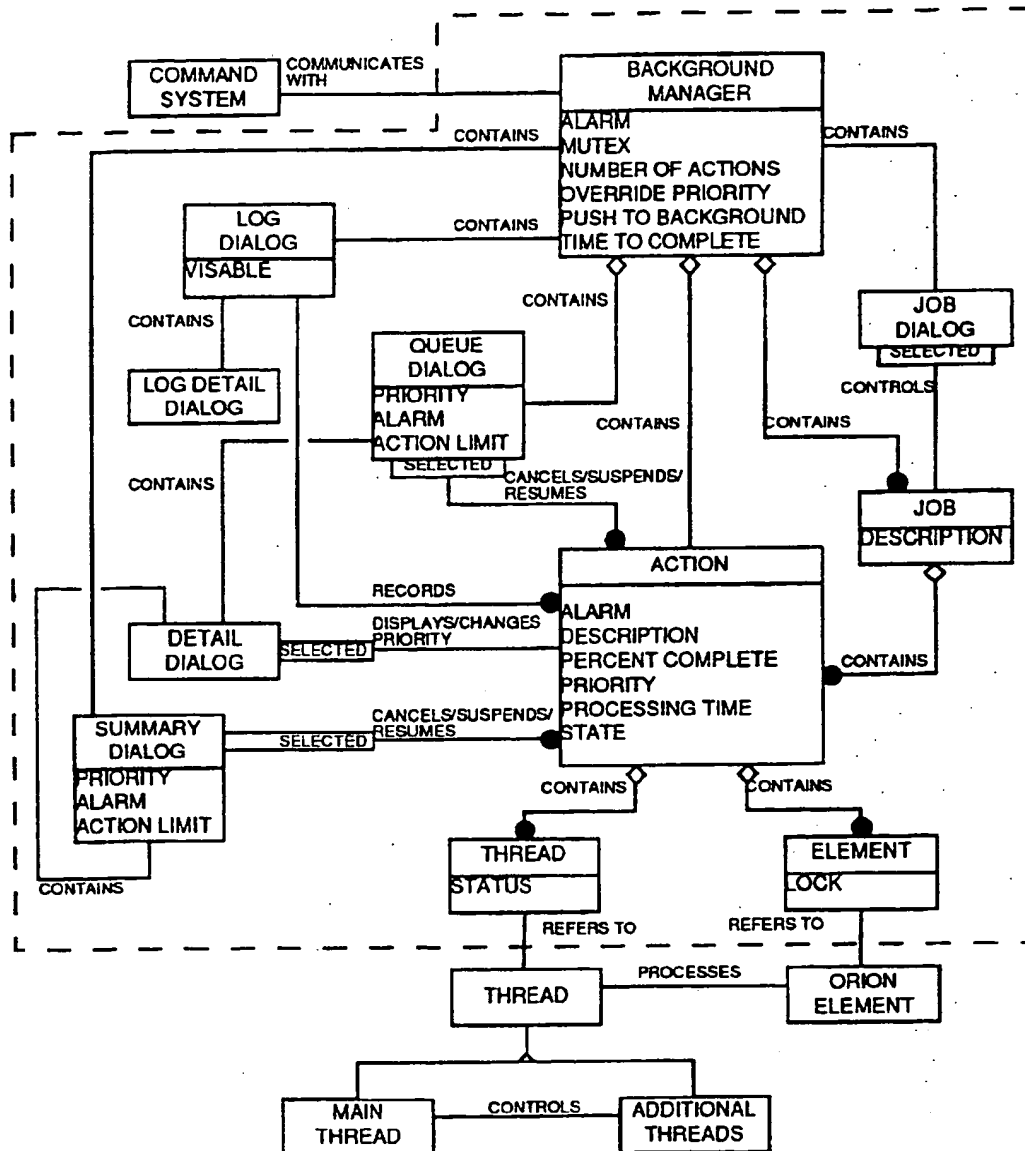 COMMUNICATES
WITH
COMMAND
SYSTEM
BACKGROUND
MANAGER
ALARM
MUTEX
NUMBER OF ACTIONS
OVERRIDE PRIORITY
PUSH TO BACKGROUND
TIME TO COMPLETE
CONTAINS
CONTAINS
LOG
DIALOG
VISABLE
CONTAINS
CONTAINS
CONTAINS
JOB
DIALOG
SELECTED
CONTROLS
QUEUE
DIALOG
PRIORITY
ALARM
ACTION LIMIT
SELECTED
LOG DETAIL
DIALOG
CONTAINS
CONTAINS
CONTAINS
CANCELS/SUSPENDS/
RESUMES
JOB
DESCRIPTION
ACTION
ALARM
DESCRIPTION
PERCENT COMPLETE
PRIORITY
PROCESSING TIME
STATE
RECORDS
DISPLAYS/CHANGES
PRIORITY
DETAIL
DIALOG
SELECTED
CONTAINS
CANCELS/SUSPENDS/
RESUMES
SUMMARY
DIALOG
PRIORITY
ALARM
ACTION LIMIT
SELECTED
CONTAINS
CONTAINS
CONTAINS
THREAD
STATUS
ELEMENT
LOCK
REFERS TO
REFERS TO
THREAD
PROCESSES
ORION
ELEMENT
MAIN
THREAD
CONTROLS
ADDITIONAL
THREADS